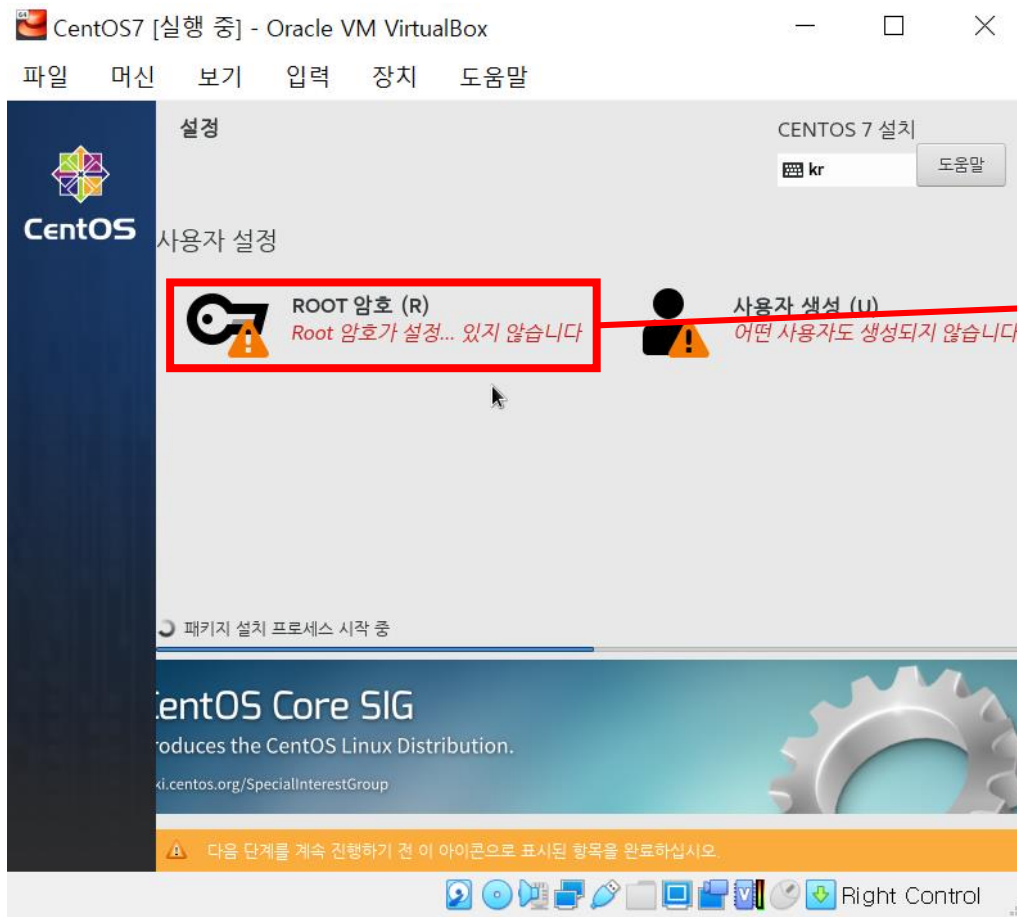 CentOS7 [실행 중] - Oracle VM VirtualBox
파일 머신 보기 입력 장치 도움말
설정
CENTOS 7 설치
kr
도움말
CentOS
사용자 설정
ROOT 암호 (R)
Root 암호가 설정... 있지 않습니다
사용자 생성 (U)
어떤 사용자도 생성되지 않습니다
패키지 설치 프로세스 시작 중
CentOS Core SIG
roduces the CentOS Linux Distribution.
ki.centos.org/SpecialInterestGroup
다음 단계를 계속 진행하기 전 이 아이콘으로 표시된 항목을 완료하십시오.
Right Control